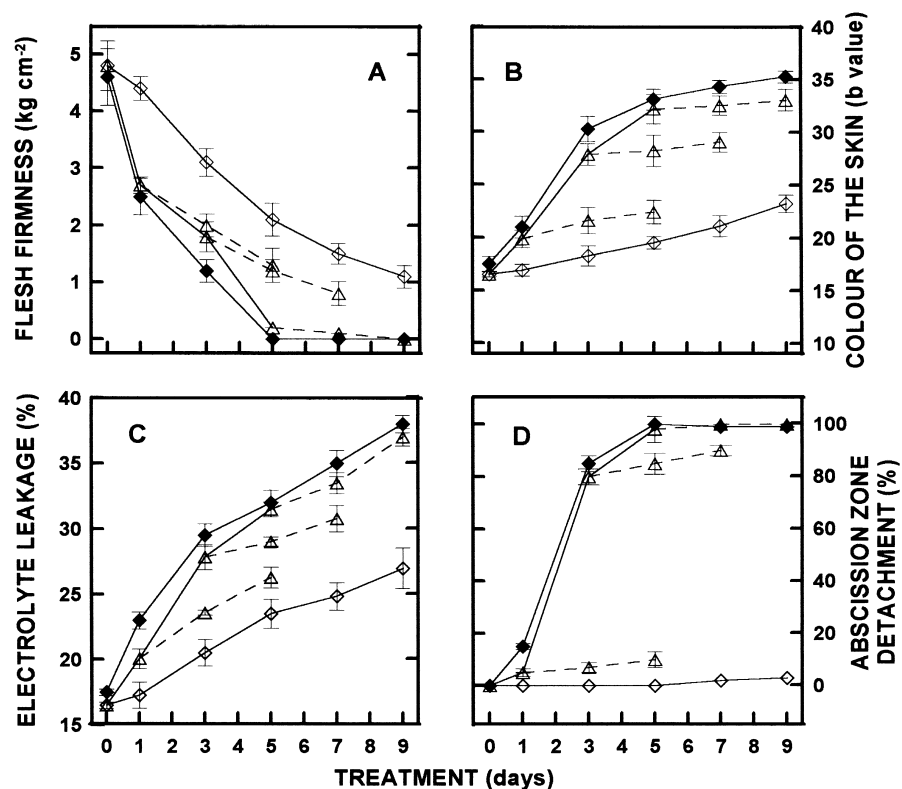 FLESH FIRMNESS (kg cm⁻²)
5
4
3
2
1
0
A
B
40
35
30
25
20
15
10
COLOUR OF THE SKIN (b value)
ELECTROLYTE LEAKAGE (%)
40
35
30
25
20
15
C
D
100
80
60
40
20
0
ABSCISSION ZONE
DETACHMENT (%)
0 1 2 3 4 5 6 7 8 9
0 1 2 3 4 5 6 7 8 9
TREATMENT (days)